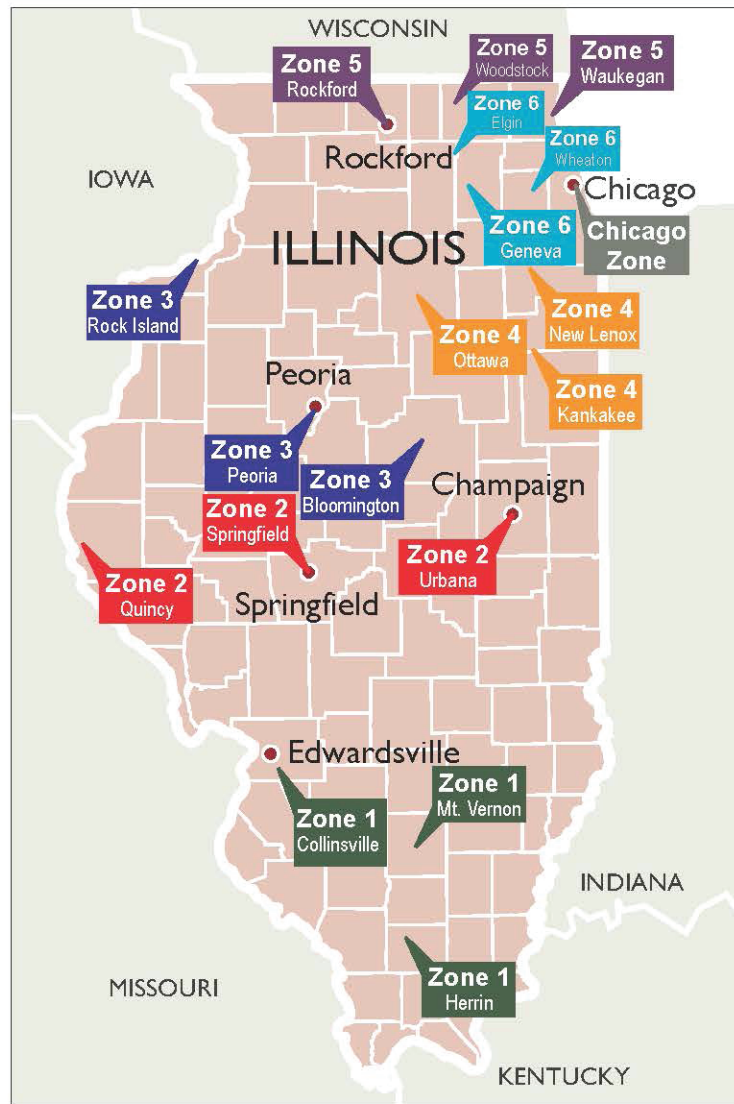 WISCONSIN
Zone 5
Rockford
Zone 5
Woodstock
Zone 5
Waukegan
Zone 6
Elgin
Rockford
Zone 6
Wheaton
IOWA
Chicago
ILLINOIS
Zone 6
Geneva
Chicago
Zone
Zone 3
Rock Island
Zone 4
New Lenox
Zone 4
Ottawa
Peoria
Zone 4
Kankakee
Zone 3
Peoria
Zone 3
Bloomington
Champaign
Zone 2
Springfield
Zone 2
Urbana
Zone 2
Quincy
Springfield
Edwardsville
Zone 1
Mt. Vernon
Zone 1
Collinsville
INDIANA
Zone 1
Herrin
MISSOURI
KENTUCKY